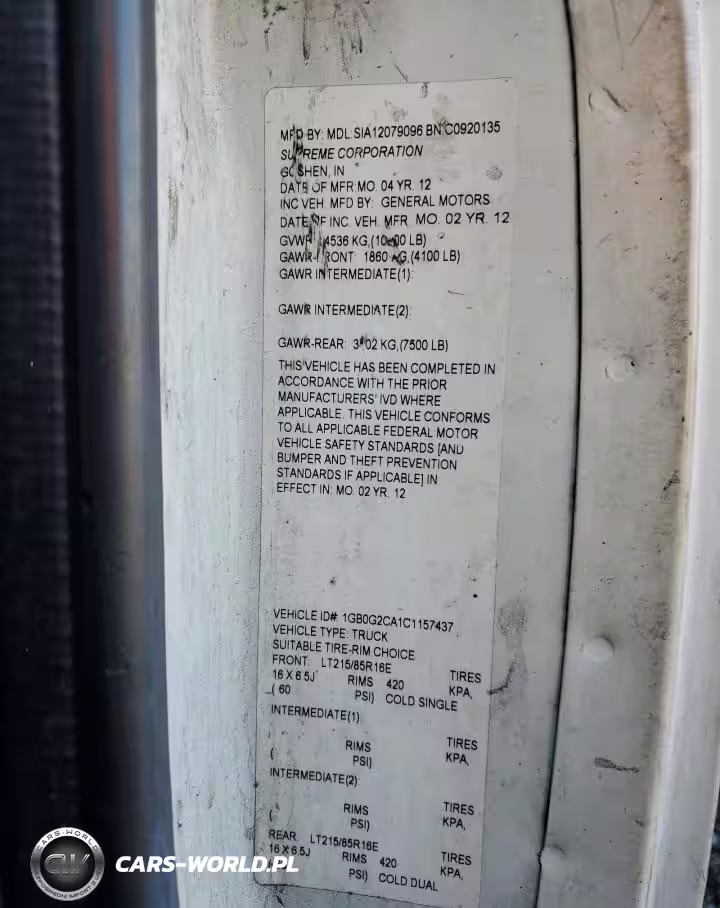 MFD BY: MDL: SIA12079096 BN:C0920135
SUPREME CORPORATION
GOSHEN, IN
DATE OF MFR:MO. 04 YR. 12
INC VEH. MFD BY: GENERAL MOTORS
DATE OF INC. VEH. MFR MO. 02 YR. 12
GVWR 4536 KG,(10000 LB)
GAWR-FRONT 1860 KG,(4100 LB)
GAWR INTERMEDIATE(1):
GAWR INTERMEDIATE(2):
GAWR-REAR: 3402 KG,(7500 LB)
THIS VEHICLE HAS BEEN COMPLETED IN
ACCORDANCE WITH THE PRIOR
MANUFACTURERS' IVD WHERE
APPLICABLE. THIS VEHICLE CONFORMS
TO ALL APPLICABLE FEDERAL MOTOR
VEHICLE SAFETY STANDARDS [AND
BUMPER AND THEFT PREVENTION
STANDARDS IF APPLICABLE] IN
EFFECT IN: MO. 02 YR. 12
VEHICLE ID# 1GB0G2CA1C1157437
VEHICLE TYPE: TRUCK
SUITABLE TIRE-RIM CHOICE
FRONT: LT215/85R16E TIRES
16 X 6.5J RIMS 420 KPA,
( 60 PSI) COLD SINGLE
INTERMEDIATE(1):
RIMS TIRES
( PSI) KPA,
INTERMEDIATE(2):
RIMS TIRES
( PSI) KPA,
REAR: LT215/85R16E TIRES
16 X 6.5J RIMS 420 KPA,
PSI) COLD DUAL
CARS-WORLD
CW
CARS-WORLD.PL